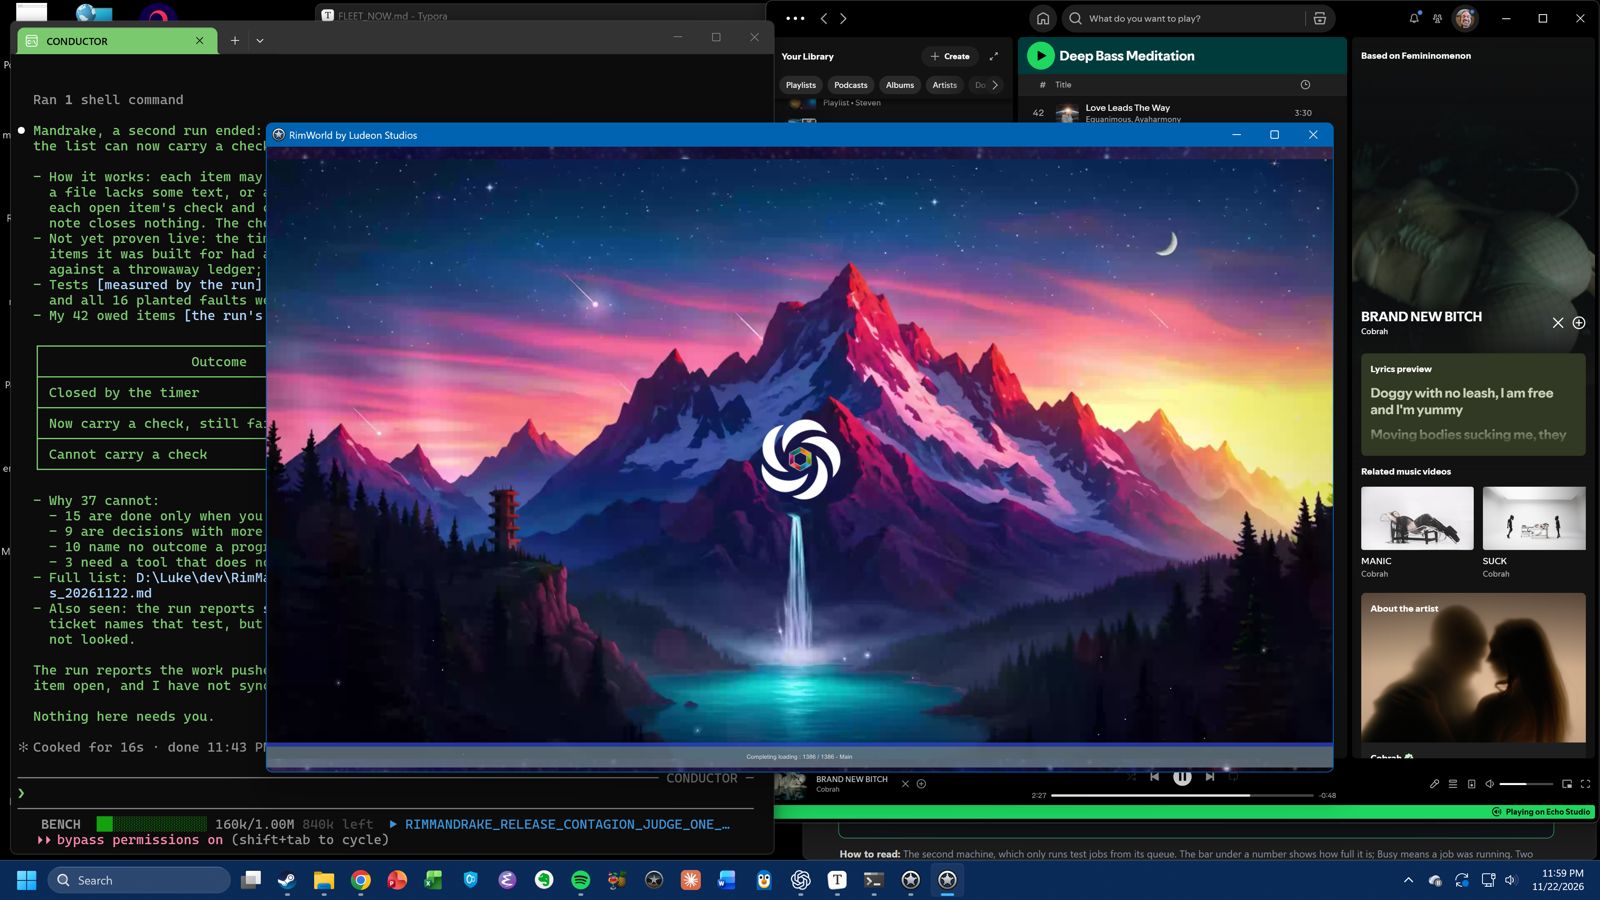 FLEET_NOW.md - Typora
CONDUCTOR
Ran 1 shell command
Mandrake, a second run ended:
the list can now carry a chec
- How it works: each item may
a file lacks some text, or
each open item's check and
note closes nothing. The che
- Not yet proven live: the tim
items it was built for had
against a throwaway ledger;
- Tests [measured by the run]
and all 16 planted faults w
- My 42 owed items [the run's
Outcome
Closed by the timer
Now carry a check, still fa
Cannot carry a check
- Why 37 cannot:
- 15 are done only when you
- 9 are decisions with more
- 10 name no outcome a prog
- 3 need a tool that does n
- Full list: D:\Luke\dev\RimMa
s_20261122.md
- Also seen: the run reports s
ticket names that test, but
not looked.
The run reports the work pushe
item open, and I have not sync
Nothing here needs you.
Cooked for 16s · done 11:43 PM
CONDUCTOR
BENCH 160k/1.00M 840k left ▶ RIMMANDRAKE_RELEASE_CONTAGION_JUDGE_ONE_…
bypass permissions on (shift+tab to cycle)
RimWorld by Ludeon Studios
Completing loading : 1386 / 1386 - Main
What do you want to play?
Your Library
Create
Playlists
Podcasts
Albums
Artists
Playlist • Steven
Deep Bass Meditation
# Title
42
Love Leads The Way
Equanimous, Ayaharmony
3:30
Based on Femininomenon
BRAND NEW BITCH
Cobrah
Lyrics preview
Doggy with no leash, I am free
and I'm yummy
Moving bodies sucking me, they
Related music videos
MANIC
Cobrah
SUCK
Cobrah
About the artist
Cobrah
BRAND NEW BITCH
Cobrah
2:27
-0:48
Playing on Echo Studio
How to read: The second machine, which only runs test jobs from its queue. The bar under a number shows how full it is; Busy means a job was running. Two
Search
11:59 PM
11/22/2026